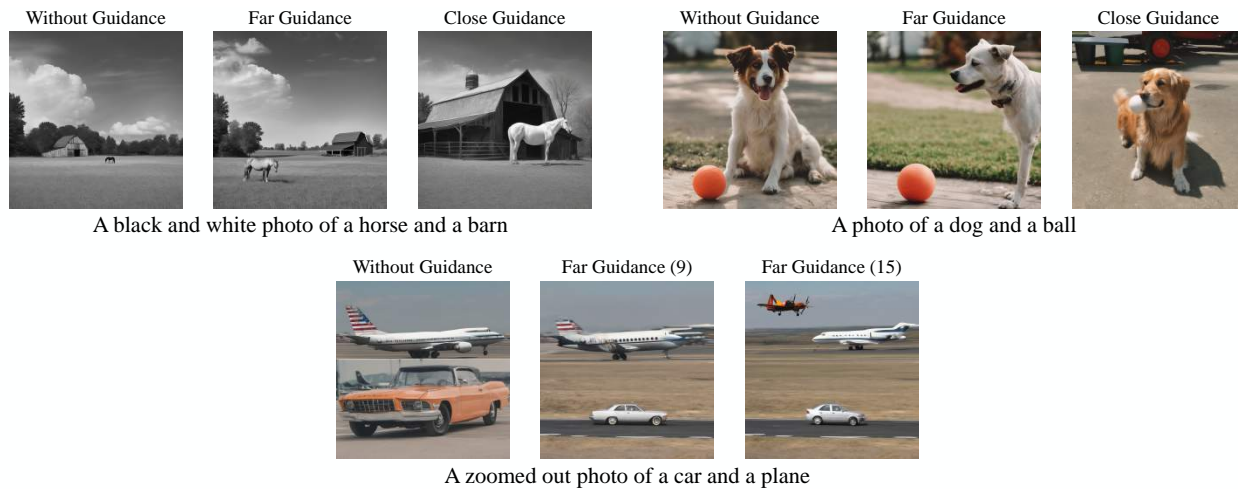 Without Guidance
Far Guidance
Close Guidance
Without Guidance
Far Guidance
Close Guidance
A black and white photo of a horse and a barn
A photo of a dog and a ball
Without Guidance
Far Guidance (9)
Far Guidance (15)
A zoomed out photo of a car and a plane